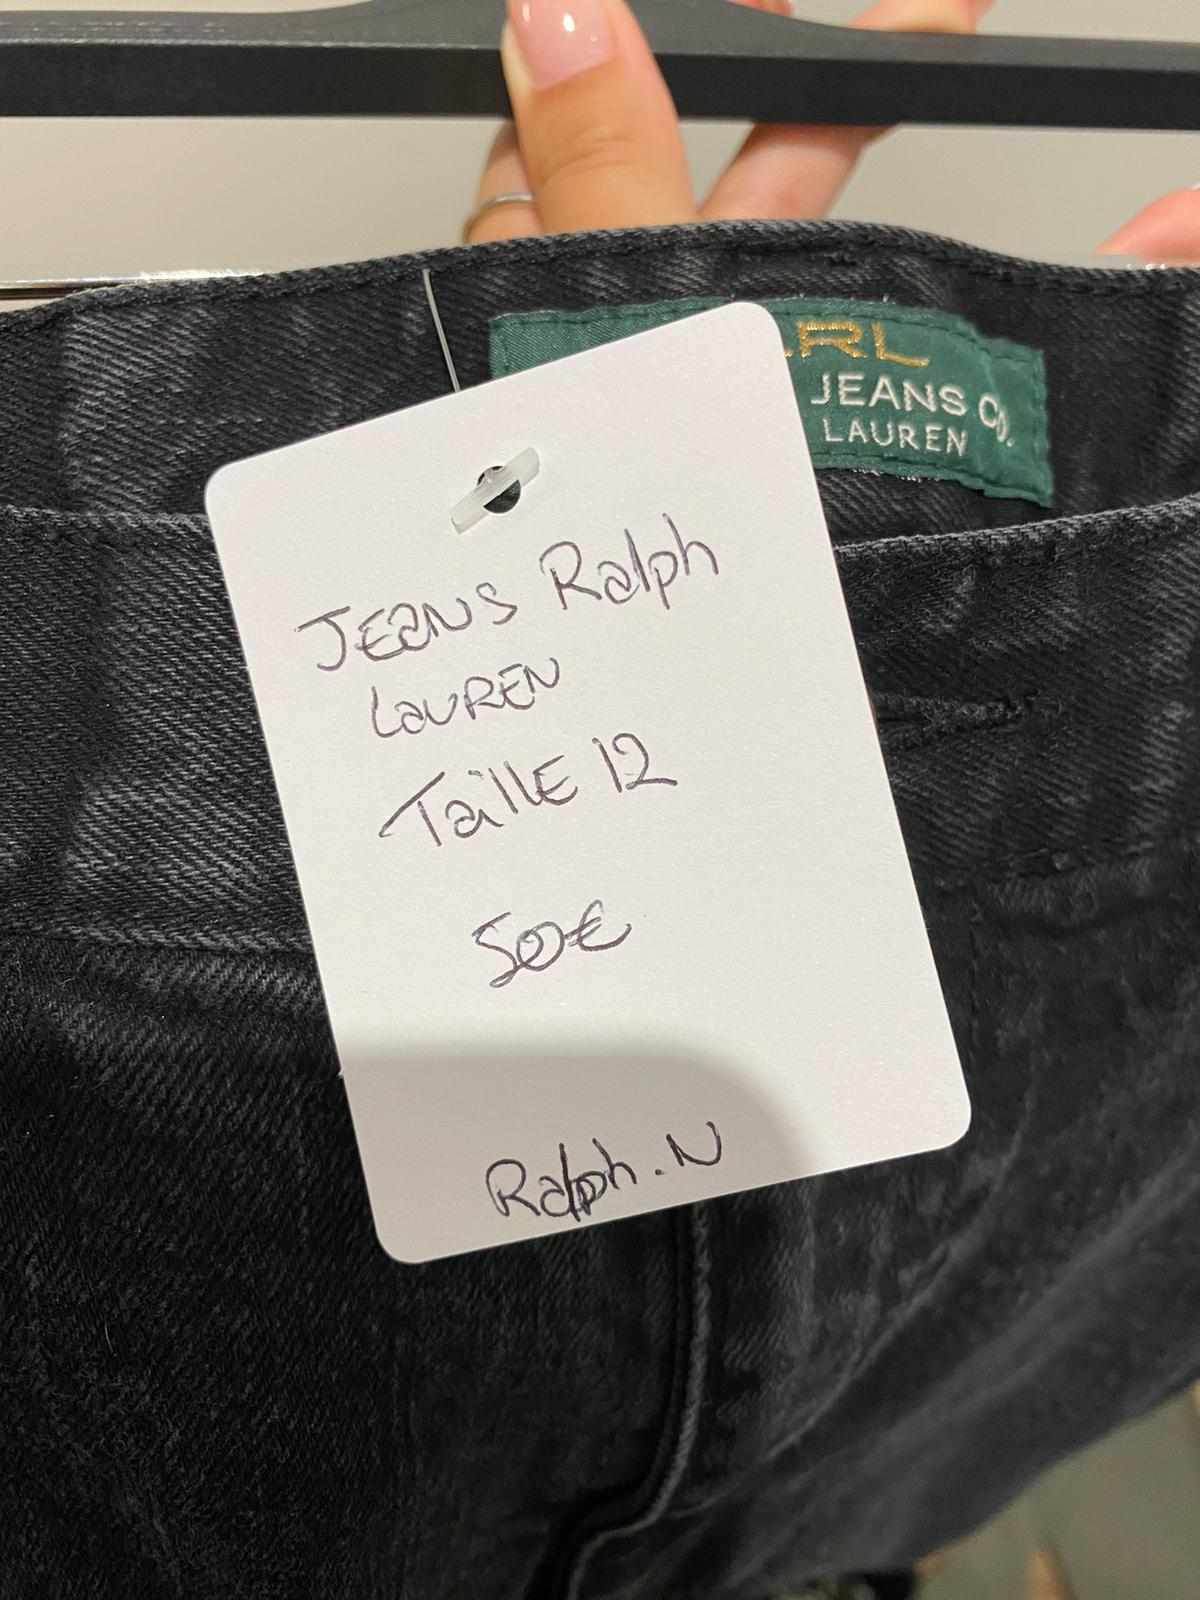 LRL
JEANS CO.
LAUREN
JEANS Ralph
LAUREN
Taille 12
50€
Ralph.N